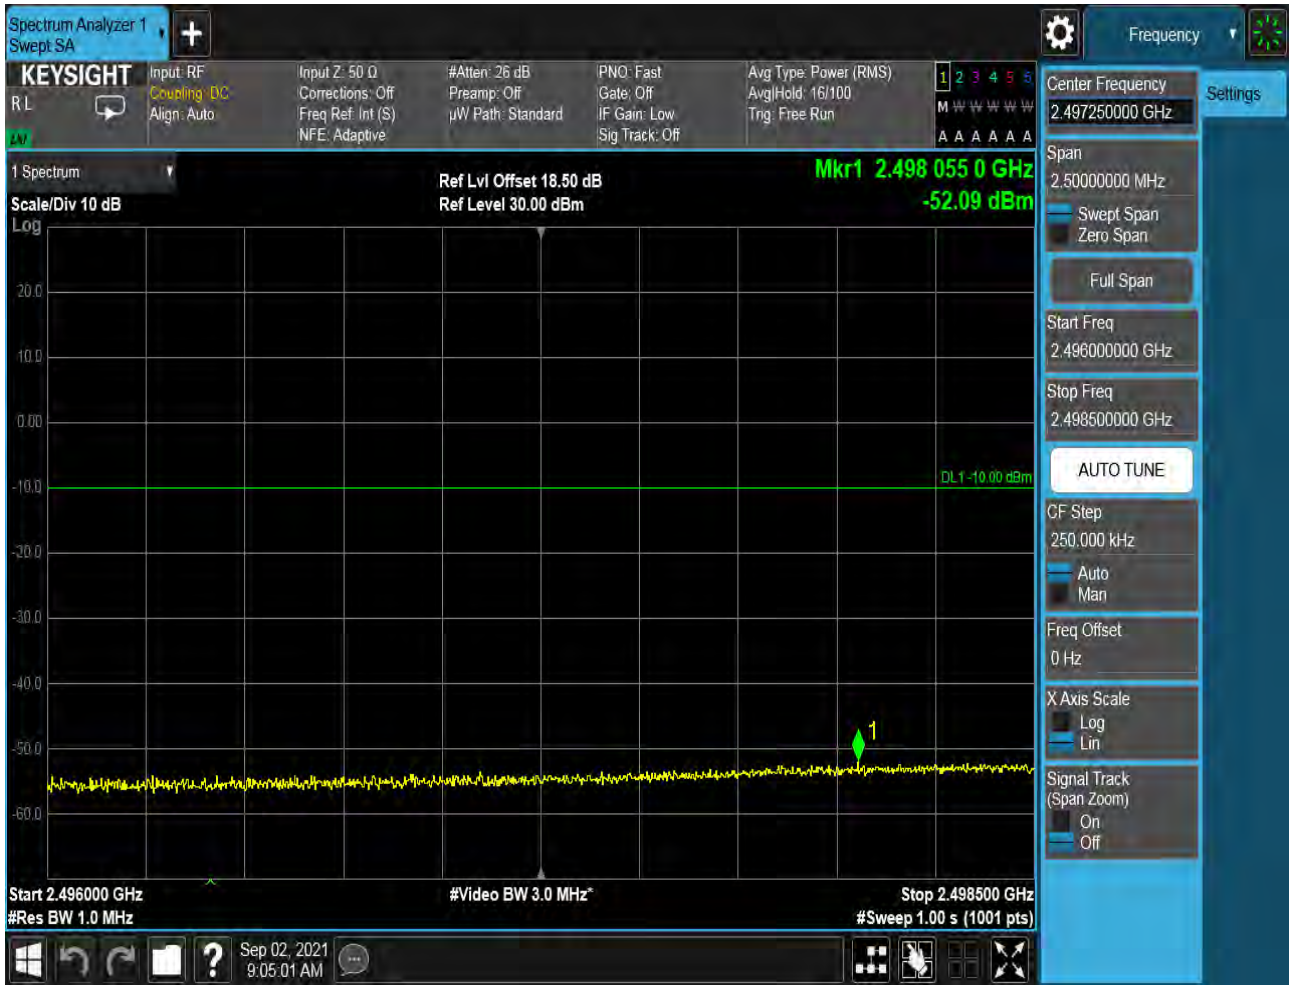 Spectrum Analyzer 1
Swept SA
Frequency
KEYSIGHT
R L
LXI
Input: RF
Coupling: DC
Align: Auto
Input Z: 50 Ω
Corrections: Off
Freq Ref: Int (S)
NFE: Adaptive
#Atten: 26 dB
Preamp: Off
µW Path: Standard
PNO: Fast
Gate: Off
IF Gain: Low
Sig Track: Off
Avg Type: Power (RMS)
Avg|Hold: 16/100
Trig: Free Run
1 2 3 4 5 6
M W W W W W
A A A A A A
1 Spectrum
Scale/Div 10 dB
Log
Ref Lvl Offset 18.50 dB
Ref Level 30.00 dBm
Mkr1 2.498 055 0 GHz
-52.09 dBm
20.0
10.0
0.00
-10.0
-20.0
-30.0
-40.0
-50.0
-60.0
DL1 -10.00 dBm
1
Start 2.496000 GHz
#Res BW 1.0 MHz
#Video BW 3.0 MHz*
Stop 2.498500 GHz
#Sweep 1.00 s (1001 pts)
Center Frequency
2.497250000 GHz
Settings
Span
2.50000000 MHz
Swept Span
Zero Span
Full Span
Start Freq
2.496000000 GHz
Stop Freq
2.498500000 GHz
AUTO TUNE
CF Step
250.000 kHz
Auto
Man
Freq Offset
0 Hz
X Axis Scale
Log
Lin
Signal Track
(Span Zoom)
On
Off
?
Sep 02, 2021
9:05:01 AM